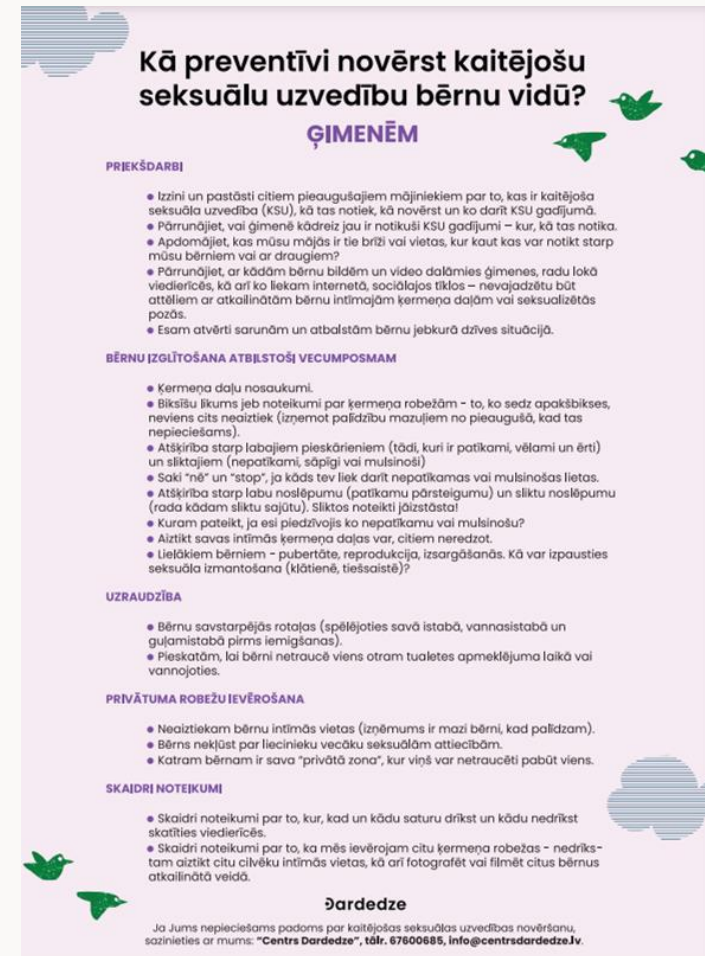 Kā preventīvi novērst kaitējošu
seksuālu uzvedību bērnu vidū?
ĢIMENĒM
PRIEKŠDARBI
• Izzini un pastāsti citiem pieaugušajiem mājiniekiem par to, kas ir kaitējoša
seksuāla uzvedība (KSU), kā tas notiek, kā novērst un ko darīt KSU gadījumā.
• Pārrunājiet, vai ģimenē kādreiz jau ir notikuši KSU gadījumi – kur, kā tas notika.
• Apdomājiet, kas mūsu mājās ir tie brīži vai vietas, kur kaut kas var notikt starp
mūsu bērniem vai ar draugiem?
• Pārrunājiet, ar kādām bērnu bildēm un video dalāmies ģimenes, radu lokā
viedierīcēs, kā arī ko liekam internetā, sociālajos tīklos – nevajadzētu būt
attēliem ar atkailinātām bērnu intīmajām ķermeņa daļām vai seksualizētās
pozās.
• Esam atvērti sarunām un atbalstām bērnu jebkurā dzīves situācijā.
BĒRNU IZGLĪTOŠANA ATBILSTOŠI VECUMPOSMAM
• Ķermeņa daļu nosaukumi.
• Biksīšu likums jeb noteikumi par ķermeņa robežām - to, ko sedz apakšbikses,
neviens cits neaiztiek (izņemot palīdzību mazuļiem no pieaugušā, kad tas
nepieciešams).
• Atšķirība starp labajiem pieskārieniem (tādi, kuri ir patīkami, vēlami un ērti)
un sliktajiem (nepatīkami, sāpīgi vai mulsinoši)
• Saki "nē" un "stop", ja kāds tev liek darīt nepatīkamas vai mulsinošas lietas.
• Atšķirība starp labu noslēpumu (patīkamu pārsteigumu) un sliktu noslēpumu
(rada kādam sliktu sajūtu). Sliktos noteikti jāizstāsta!
• Kuram pateikt, ja esi piedzīvojis ko nepatīkamu vai mulsinošu?
• Aiztikt savas intīmās ķermeņa daļas var, citiem neredzot.
• Lielākiem bērniem - pubertāte, reprodukcija, izsargāšanās. Kā var izpausties
seksuāla izmantošana (klātienē, tiešsaistē)?
UZRAUDZĪBA
• Bērnu savstarpējās rotaļas (spēlējoties savā istabā, vannasistabā un
guļamistabā pirms iemigšanas).
• Pieskatām, lai bērni netraucē viens otram tualetes apmeklējuma laikā vai
vannojoties.
PRIVĀTUMA ROBEŽU IEVĒROŠANA
• Neaiztiekam bērnu intīmās vietas (izņēmums ir mazi bērni, kad palīdzam).
• Bērns nekļūst par liecinieku vecāku seksuālām attiecībām.
• Katram bērnam ir sava "privātā zona", kur viņš var netraucēti pabūt viens.
SKAIDRI NOTEIKUMI
• Skaidri noteikumi par to, kur, kad un kādu saturu drīkst un kādu nedrīkst
skatīties viedierīcēs.
• Skaidri noteikumi par to, ka mēs ievērojam citu ķermeņa robežas - nedrīks-
tam aiztikt citu cilvēku intīmās vietas, kā arī fotografēt vai filmēt citus bērnus
atkailinātā veidā.
Dardedze
Ja Jums nepieciešams padoms par kaitējošas seksuālas uzvedības novēršanu,
sazinieties ar mums: "Centrs Dardedze", tālr. 67600685, info@centrsdardedze.lv.